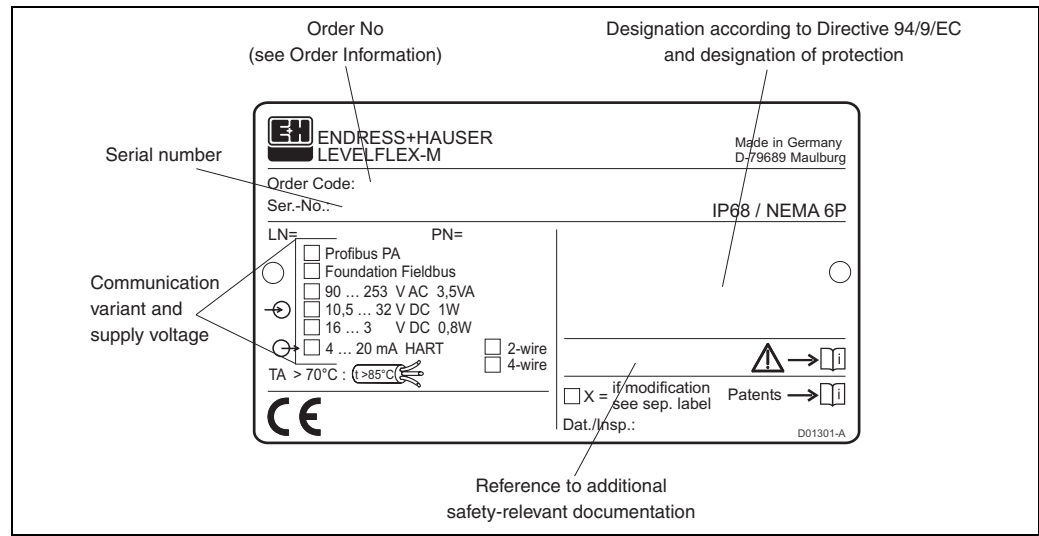 Order No
(see Order Information)
Designation according to Directive 94/9/EC
and designation of protection
E+H
ENDRESS+HAUSER
LEVELFLEX-M
Made in Germany
D-79689 Maulburg
Serial number
Order Code:
Ser.-No.:
IP68 / NEMA 6P
LN=
PN=
Communication
variant and
supply voltage
Profibus PA
Foundation Fieldbus
90 … 253 V AC 3,5VA
10,5 … 32 V DC 1W
16 … 3 V DC 0,8W
4 … 20 mA HART
2-wire
4-wire
TA > 70°C : t >85°C
i
X = if modification
see sep. label
Patents
i
Dat./Insp.:
D01301-A
CE
Reference to additional
safety-relevant documentation